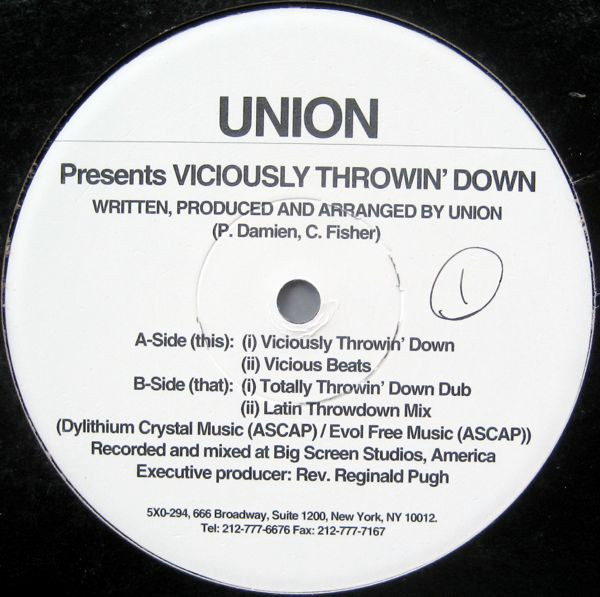 UNION
Presents VICIOUSLY THROWIN' DOWN
WRITTEN, PRODUCED AND ARRANGED BY UNION
(P. Damien, C. Fisher)
1
A-Side (this): (i) Viciously Throwin' Down
(ii) Vicious Beats
B-Side (that): (i) Totally Throwin' Down Dub
(ii) Latin Throwdown Mix
(Dylithium Crystal Music (ASCAP) / Evol Free Music (ASCAP))
Recorded and mixed at Big Screen Studios, America
Executive producer: Rev. Reginald Pugh
5X0-294, 666 Broadway, Suite 1200, New York, NY 10012.
Tel: 212-777-6676 Fax: 212-777-7167